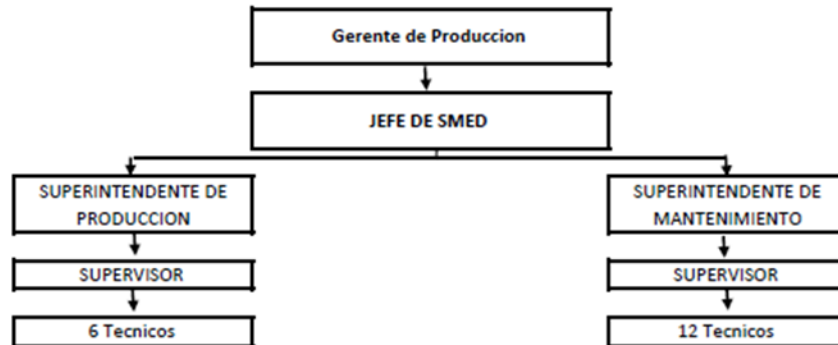 Gerente de Produccion
JEFE DE SMED
SUPERINTENDENTE DE
PRODUCCION
SUPERINTENDENTE DE
MANTENIMIENTO
SUPERVISOR
SUPERVISOR
6 Tecnicos
12 Tecnicos